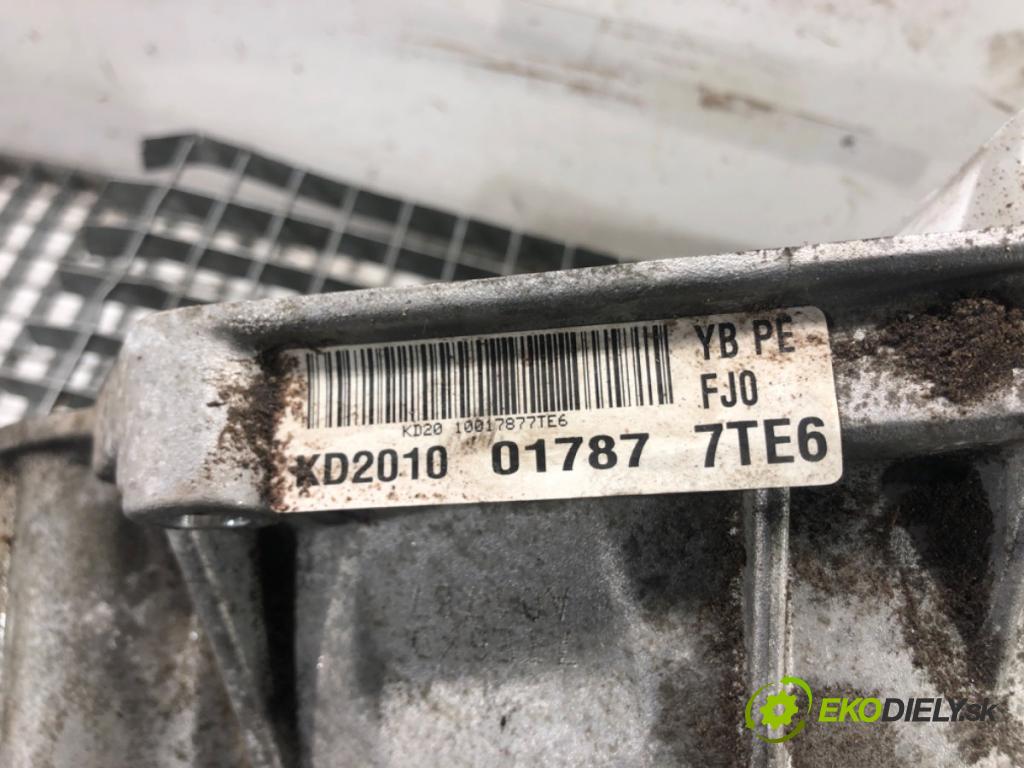 YB PE
FJ0
KD20 10017877TE6
KD2010 01787 7TE6
EKODIELY.sk